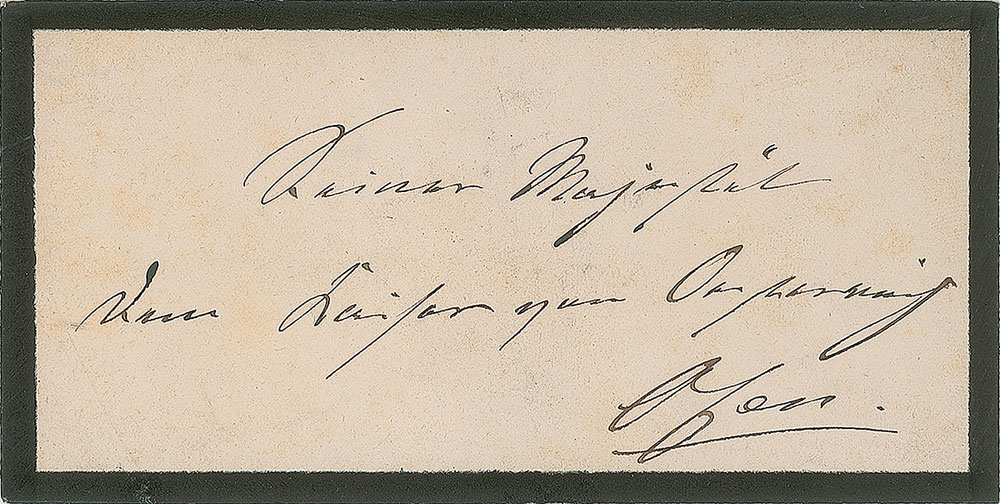 Seiner Majestät
dem Kaiser von Oesterreich
Ofen.